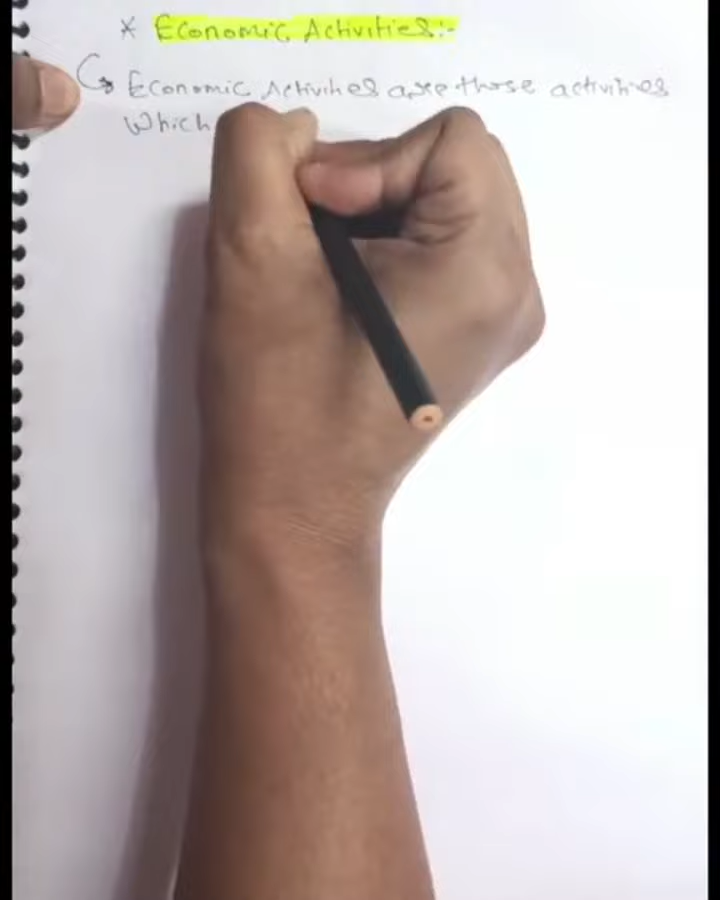 * Economic Activities:-
↳ Economic Activities are those activities
which